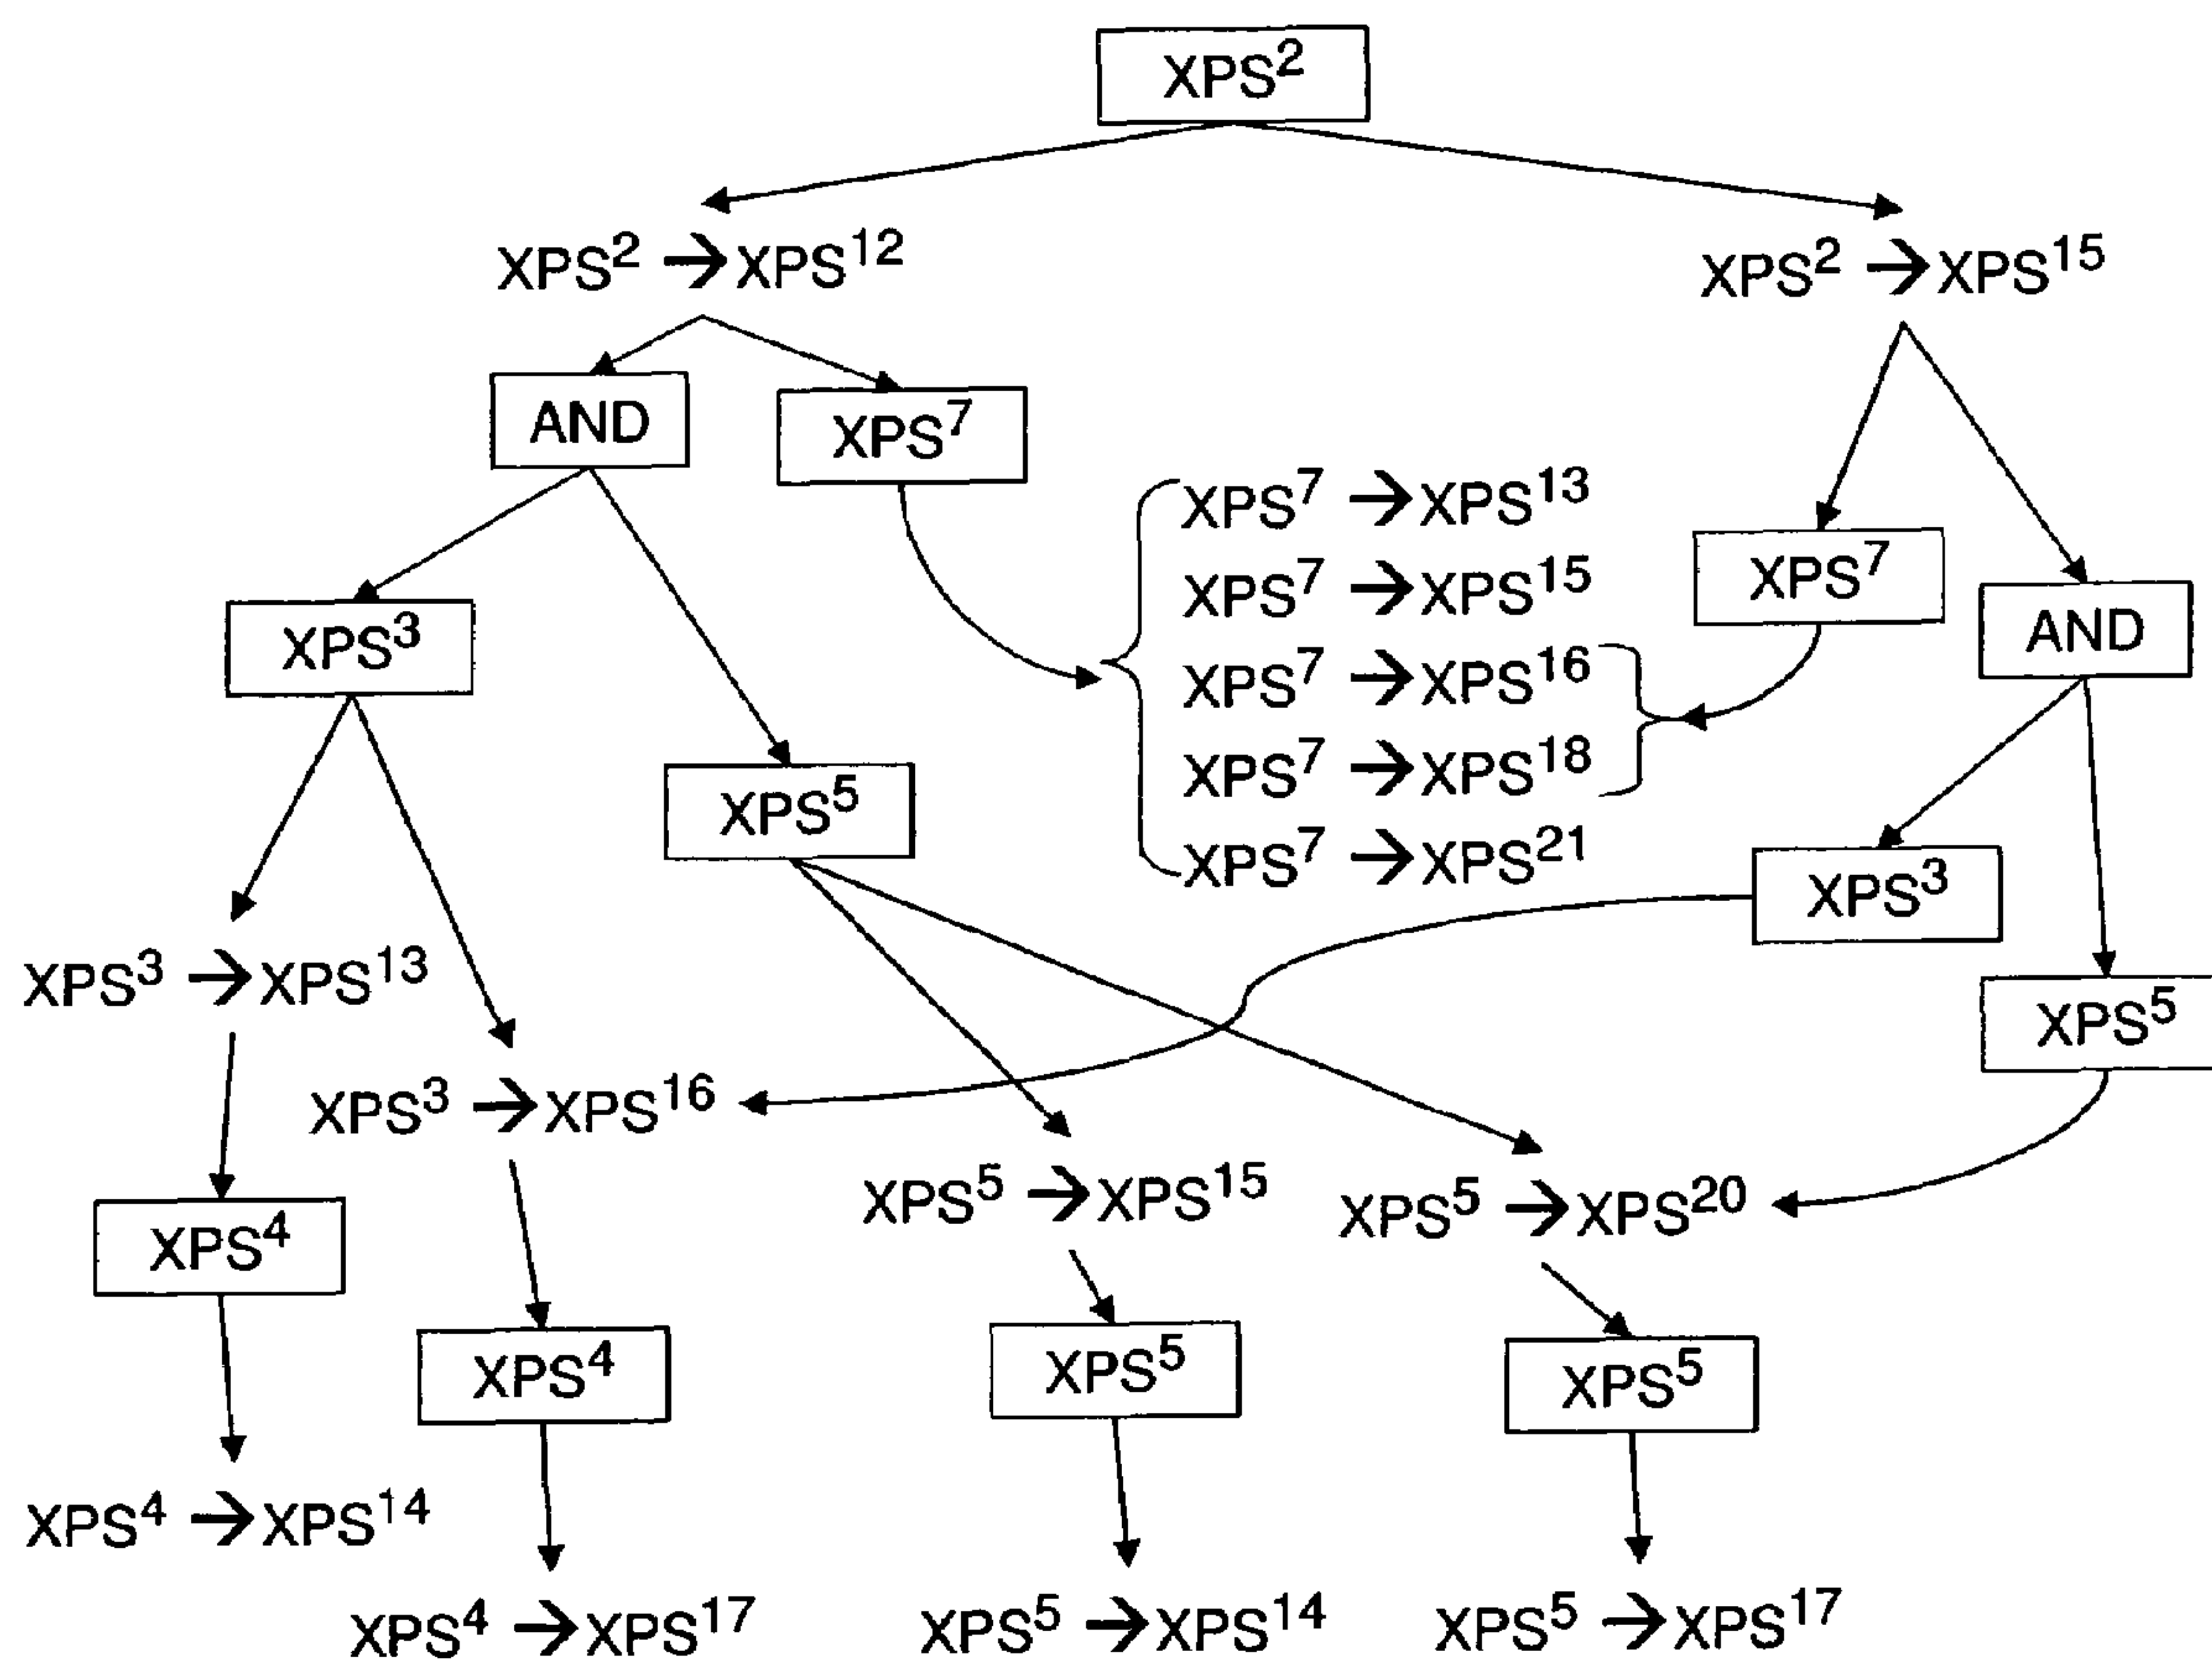 XPS²
XPS² → XPS¹²
XPS² → XPS¹⁵
AND
XPS⁷
XPS⁷ → XPS¹³
XPS⁷ → XPS¹⁵
XPS⁷ → XPS¹⁶
XPS⁷ → XPS¹⁸
XPS⁷ → XPS²¹
XPS⁷
AND
XPS³
XPS⁵
XPS³
XPS⁵
XPS³ → XPS¹³
XPS³ → XPS¹⁶
XPS⁵ → XPS¹⁵
XPS⁵ → XPS²⁰
XPS⁴
XPS⁴
XPS⁵
XPS⁵
XPS⁴ → XPS¹⁴
XPS⁴ → XPS¹⁷
XPS⁵ → XPS¹⁴
XPS⁵ → XPS¹⁷